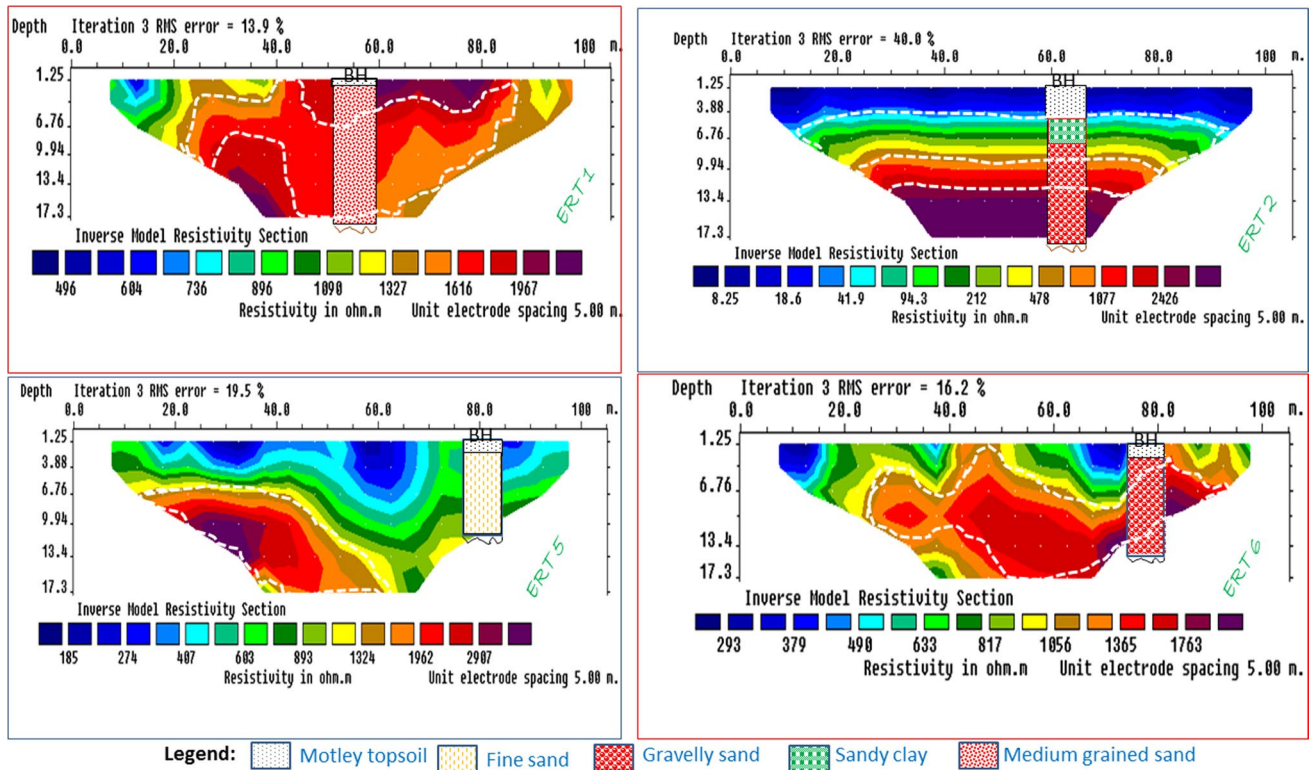 Depth Iteration 3 RMS error = 13.9 %
0.0 20.0 40.0 60.0 80.0 100 m.
BH
1.25
6.76
9.94
13.4
17.3
ERT1
Inverse Model Resistivity Section
496 604 736 896 1090 1327 1616 1967
Resistivity in ohm.m Unit electrode spacing 5.00 m.
Depth Iteration 3 RMS error = 40.0 %
0.0 20.0 40.0 60.0 80.0 100 m.
BH
1.25
3.88
6.76
9.94
13.4
17.3
ERT2
Inverse Model Resistivity Section
8.25 18.6 41.9 94.3 212 478 1077 2426
Resistivity in ohm.m Unit electrode spacing 5.00 m.
Depth Iteration 3 RMS error = 19.5 %
0.0 20.0 40.0 60.0 80.0 100 m.
BH
1.25
3.88
6.76
9.94
13.4
17.3
ERT5
Inverse Model Resistivity Section
185 274 407 603 893 1324 1962 2907
Resistivity in ohm.m Unit electrode spacing 5.00 m.
Depth Iteration 3 RMS error = 16.2 %
0.0 20.0 40.0 60.0 80.0 100 m.
BH
1.25
6.76
13.4
17.3
ERT6
Inverse Model Resistivity Section
293 379 490 633 817 1056 1365 1763
Resistivity in ohm.m Unit electrode spacing 5.00 m.
Legend: Motley topsoil Fine sand Gravelly sand Sandy clay Medium grained sand